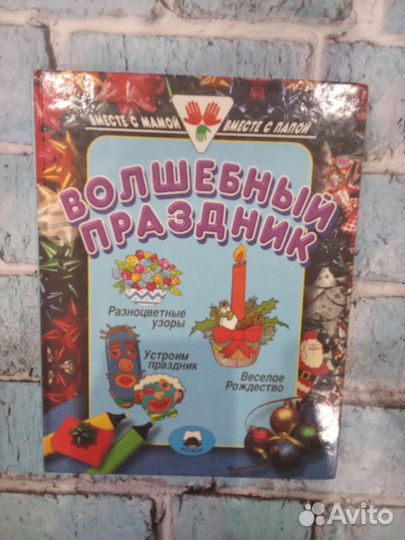 ВМЕСТЕ С МАМОЙ ВМЕСТЕ С ПАПОЙ
ВОЛШЕБНЫЙ
ПРАЗДНИК
Разноцветные
узоры
Устроим
праздник
Веселое
Рождество
Avito